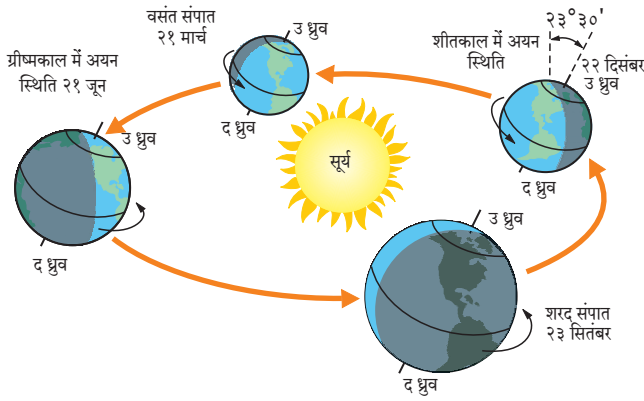 वसंत संपात
२१ मार्च
उ ध्रुव
द ध्रुव
ग्रीष्मकाल में अयन
स्थिति २१ जून
उ ध्रुव
द ध्रुव
सूर्य
शीतकाल में अयन
स्थिति
२३°३०'
२२ दिसंबर
उ ध्रुव
द ध्रुव
उ ध्रुव
द ध्रुव
शरद संपात
२३ सितंबर